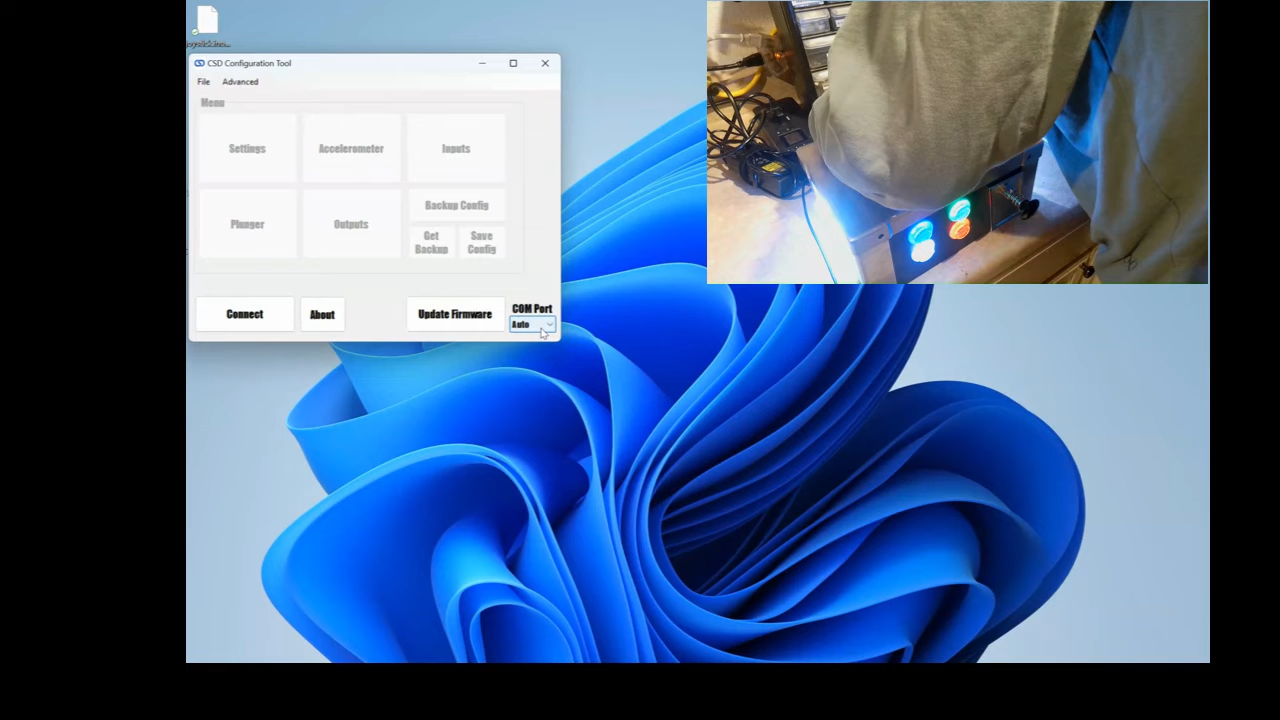 CSD Configuration Tool
File Advanced
Menu
Settings Accelerometer Inputs
Plunger Outputs Backup Config
Get Backup Save Config
Connect About Update Firmware COM Port
Auto